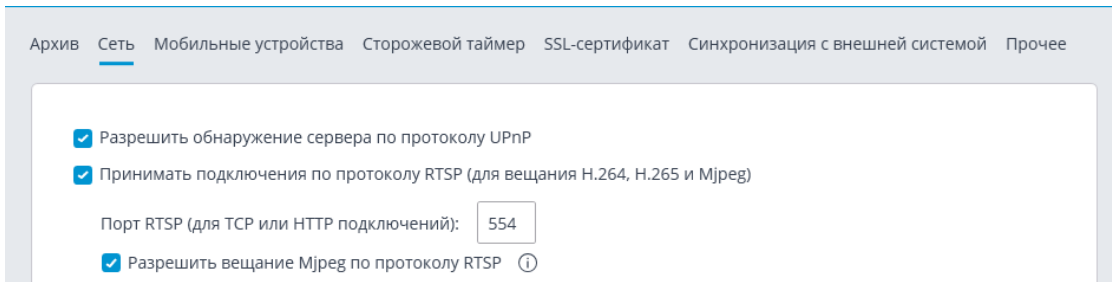 Архив Сеть Мобильные устройства Сторожевой таймер SSL-сертификат Синхронизация с внешней системой Прочее
Разрешить обнаружение сервера по протоколу UPnP
Принимать подключения по протоколу RTSP (для вещания H.264, H.265 и Mjpeg)
Порт RTSP (для TCP или HTTP подключений): 554
Разрешить вещание Mjpeg по протоколу RTSP